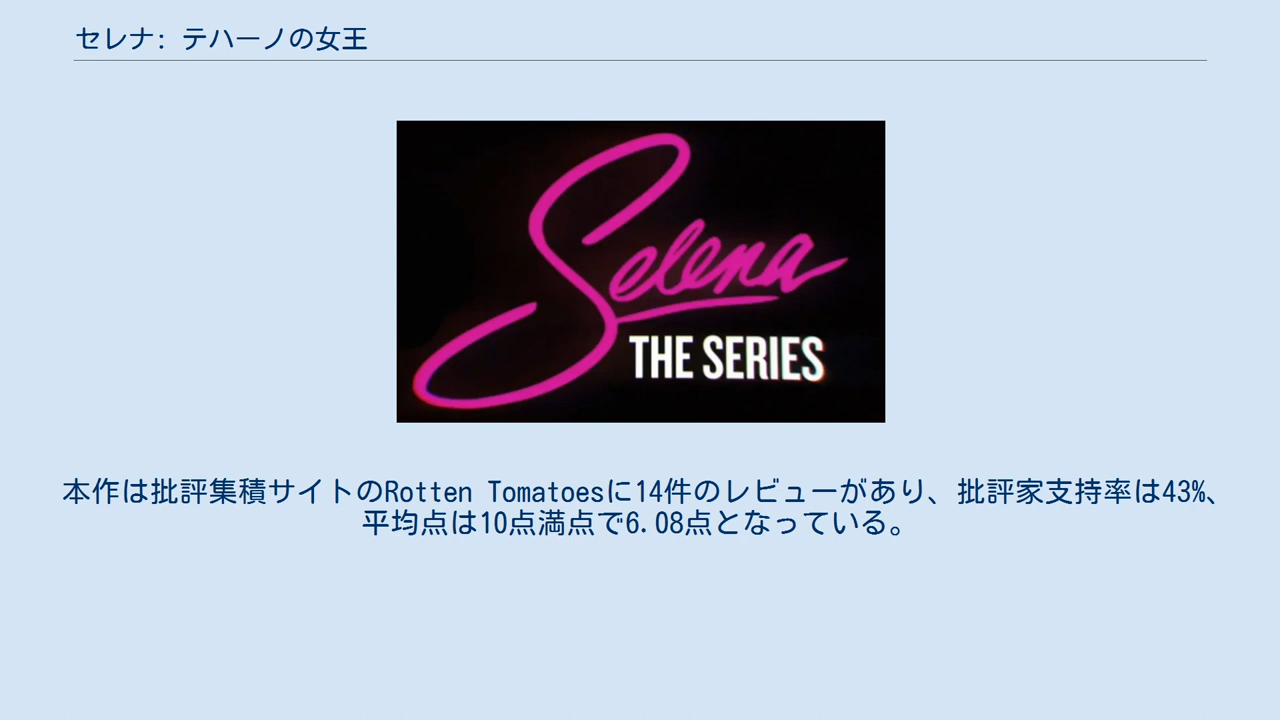 セレナ: テハーノの女王
Selena
THE SERIES
本作は批評集積サイトのRotten Tomatoesに14件のレビューがあり、批評家支持率は43%、
平均点は10点満点で6.08点となっている。